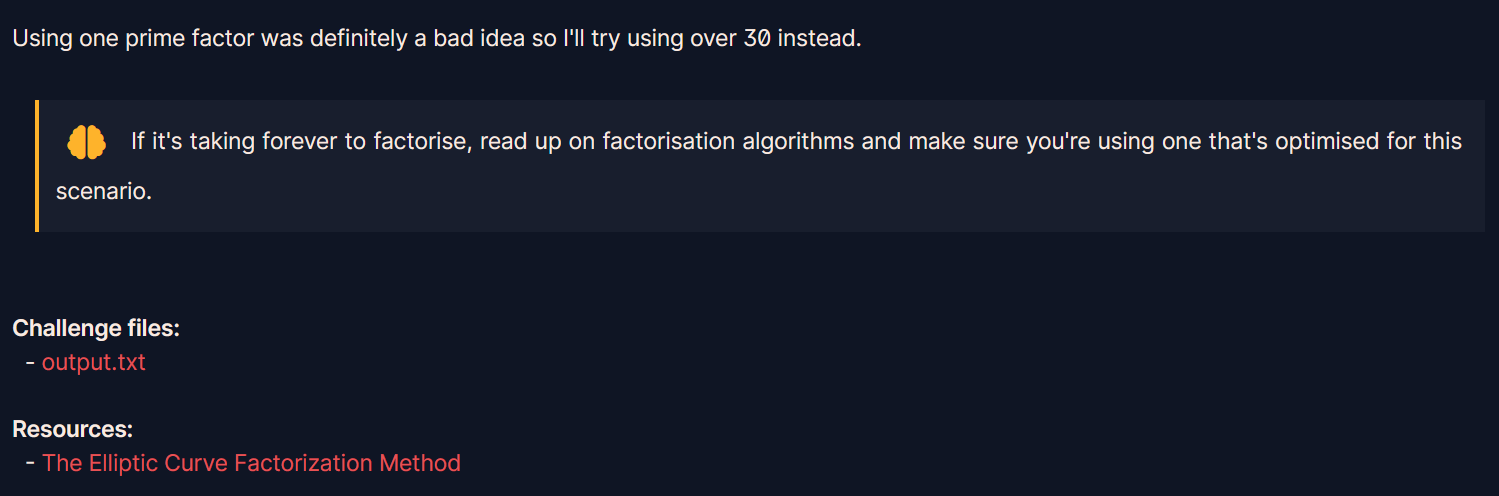 Using one prime factor was definitely a bad idea so I'll try using over 30 instead.
If it's taking forever to factorise, read up on factorisation algorithms and make sure you're using one that's optimised for this
scenario.
Challenge files:
- output.txt
Resources:
- The Elliptic Curve Factorization Method